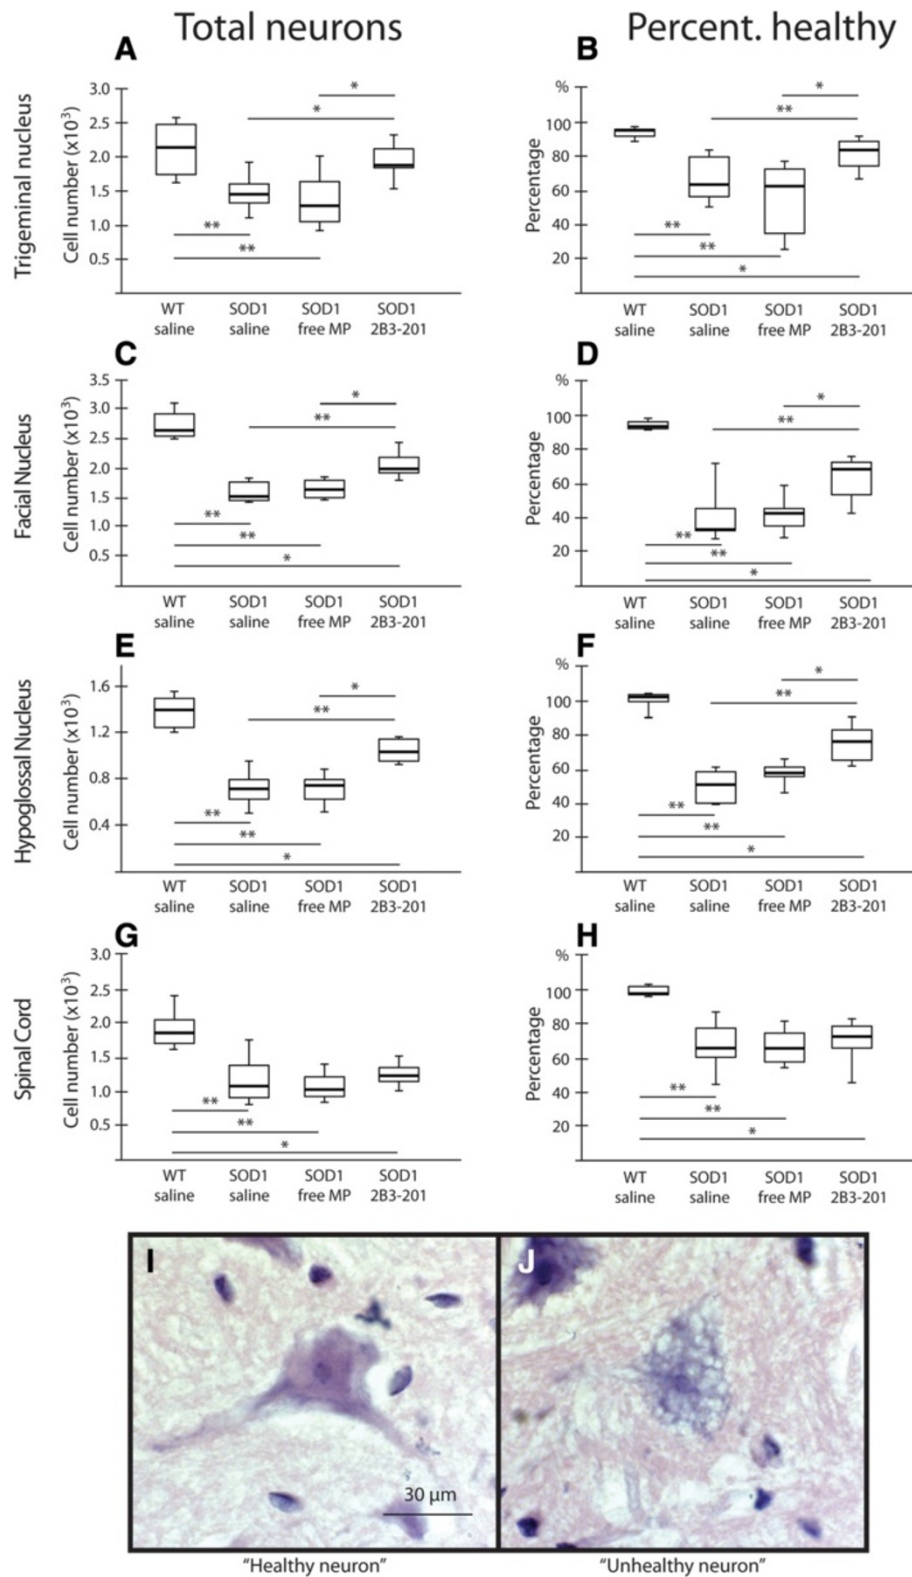 Total neurons
Percent. healthy
Trigeminal nucleus
A
Cell number (x10³)
3.0
2.5
2.0
1.5
1.0
0.5
*
*
**
**
WT saline
SOD1 saline
SOD1 free MP
SOD1 2B3-201
B
%
Percentage
100
80
60
40
20
*
**
**
**
*
WT saline
SOD1 saline
SOD1 free MP
SOD1 2B3-201
Facial Nucleus
C
Cell number (x10³)
3.5
3.0
2.5
2.0
1.5
1.0
0.5
*
**
**
**
*
WT saline
SOD1 saline
SOD1 free MP
SOD1 2B3-201
D
%
Percentage
100
80
60
40
20
*
**
**
**
*
WT saline
SOD1 saline
SOD1 free MP
SOD1 2B3-201
Hypoglossal Nucleus
E
Cell number (x10³)
1.6
1.2
0.8
0.4
*
**
**
**
*
WT saline
SOD1 saline
SOD1 free MP
SOD1 2B3-201
F
%
Percentage
100
80
60
40
20
*
**
**
**
*
WT saline
SOD1 saline
SOD1 free MP
SOD1 2B3-201
Spinal Cord
G
Cell number (x10³)
3.0
2.5
2.0
1.5
1.0
0.5
**
**
*
WT saline
SOD1 saline
SOD1 free MP
SOD1 2B3-201
H
%
Percentage
100
80
60
40
20
**
**
*
WT saline
SOD1 saline
SOD1 free MP
SOD1 2B3-201
I
30 μm
J
“Healthy neuron”
“Unhealthy neuron”